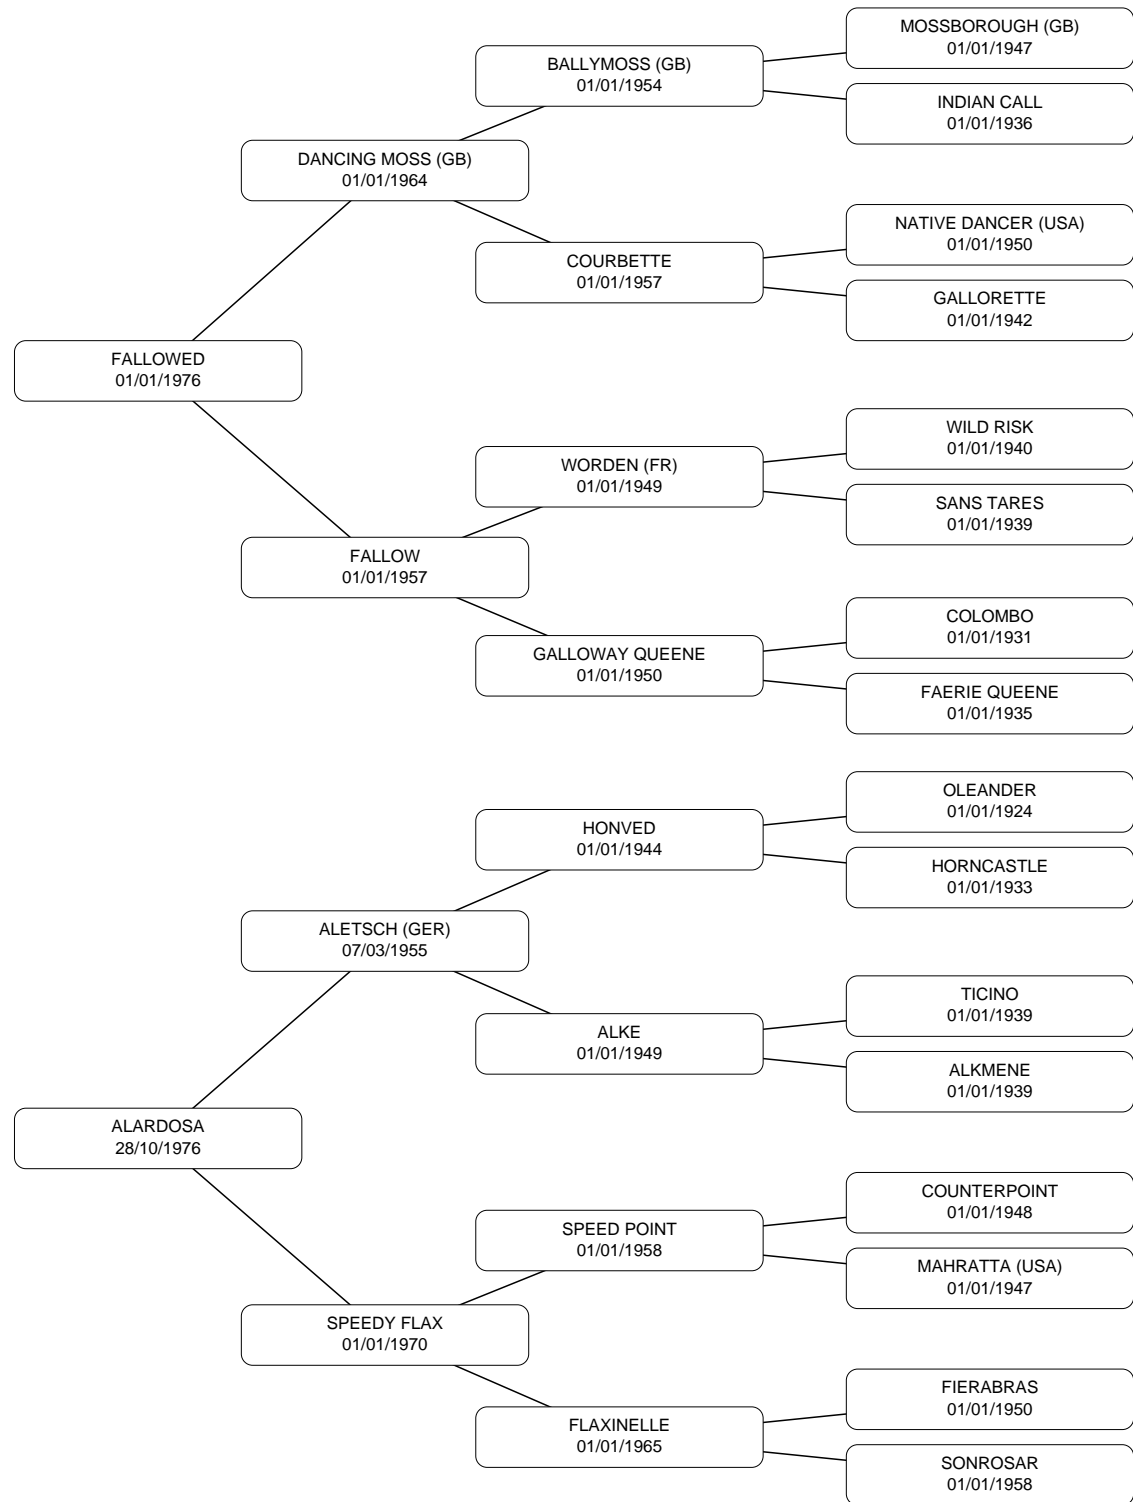 MOSSBOROUGH (GB)
01/01/1947
BALLYMOSS (GB)
01/01/1954
INDIAN CALL
01/01/1936
DANCING MOSS (GB)
01/01/1964
NATIVE DANCER (USA)
01/01/1950
COURBETTE
01/01/1957
GALLORETTE
01/01/1942
FALLOWED
01/01/1976
WILD RISK
01/01/1940
WORDEN (FR)
01/01/1949
SANS TARES
01/01/1939
FALLOW
01/01/1957
COLOMBO
01/01/1931
GALLOWAY QUEENE
01/01/1950
FAERIE QUEENE
01/01/1935
OLEANDER
01/01/1924
HONVED
01/01/1944
HORNCASTLE
01/01/1933
ALETSCH (GER)
07/03/1955
TICINO
01/01/1939
ALKE
01/01/1949
ALKMENE
01/01/1939
ALARDOSA
28/10/1976
COUNTERPOINT
01/01/1948
SPEED POINT
01/01/1958
MAHRATTA (USA)
01/01/1947
SPEEDY FLAX
01/01/1970
FIERABRAS
01/01/1950
FLAXINELLE
01/01/1965
SONROSAR
01/01/1958